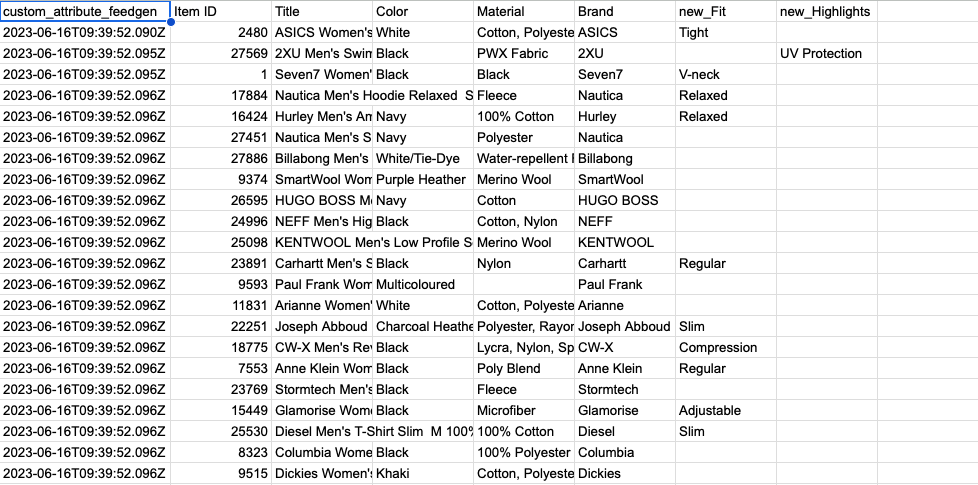 custom_attribute_feedgen Item ID Title Color Material Brand new_Fit new_Highlights
2023-06-16T09:39:52.090Z 2480 ASICS Women's White Cotton, Polyeste ASICS Tight
2023-06-16T09:39:52.095Z 27569 2XU Men's Swin Black PWX Fabric 2XU UV Protection
2023-06-16T09:39:52.095Z 1 Seven7 Women' Black Black Seven7 V-neck
2023-06-16T09:39:52.096Z 17884 Nautica Men's Hoodie Relaxed S Fleece Nautica Relaxed
2023-06-16T09:39:52.096Z 16424 Hurley Men's Am Navy 100% Cotton Hurley Relaxed
2023-06-16T09:39:52.096Z 27451 Nautica Men's S Navy Polyester Nautica
2023-06-16T09:39:52.096Z 27886 Billabong Men's White/Tie-Dye Water-repellent Billabong
2023-06-16T09:39:52.096Z 9374 SmartWool Wom Purple Heather Merino Wool SmartWool
2023-06-16T09:39:52.096Z 26595 HUGO BOSS M Navy Cotton HUGO BOSS
2023-06-16T09:39:52.096Z 24996 NEFF Men's Hig Black Cotton, Nylon NEFF
2023-06-16T09:39:52.096Z 25098 KENTWOOL Men's Low Profile S Merino Wool KENTWOOL
2023-06-16T09:39:52.096Z 23891 Carhartt Men's S Black Nylon Carhartt Regular
2023-06-16T09:39:52.096Z 9593 Paul Frank Wom Multicoloured Paul Frank
2023-06-16T09:39:52.096Z 11831 Arianne Women' White Cotton, Polyeste Arianne
2023-06-16T09:39:52.096Z 22251 Joseph Abboud Charcoal Heathe Polyester, Rayor Joseph Abboud Slim
2023-06-16T09:39:52.096Z 18775 CW-X Men's Rev Black Lycra, Nylon, Sp CW-X Compression
2023-06-16T09:39:52.096Z 7553 Anne Klein Wom Black Poly Blend Anne Klein Regular
2023-06-16T09:39:52.096Z 23769 Stormtech Men's Black Fleece Stormtech
2023-06-16T09:39:52.096Z 15449 Glamorise Wome Black Microfiber Glamorise Adjustable
2023-06-16T09:39:52.096Z 25530 Diesel Men's T-Shirt Slim M 100% 100% Cotton Diesel Slim
2023-06-16T09:39:52.096Z 8323 Columbia Wome Black 100% Polyester Columbia
2023-06-16T09:39:52.096Z 9515 Dickies Women's Khaki Cotton, Polyeste Dickies